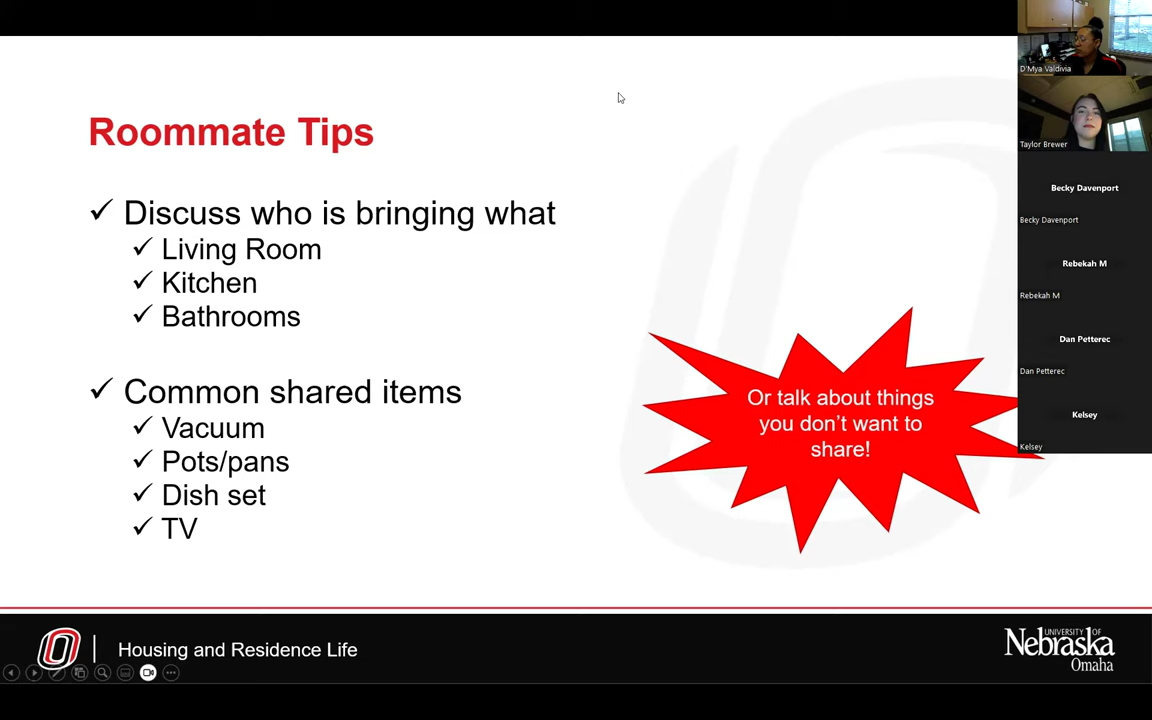 Roommate Tips
Discuss who is bringing what
Living Room
Kitchen
Bathrooms
Common shared items
Vacuum
Pots/pans
Dish set
TV
Or talk about things
you don’t want to
share!
D'Mya Valdivia
Taylor Brewer
Becky Davenport
Becky Davenport
Rebekah M
Rebekah M
Dan Petterec
Dan Petterec
Kelsey
Kelsey
Housing and Residence Life
UNIVERSITY OF
Nebraska
Omaha